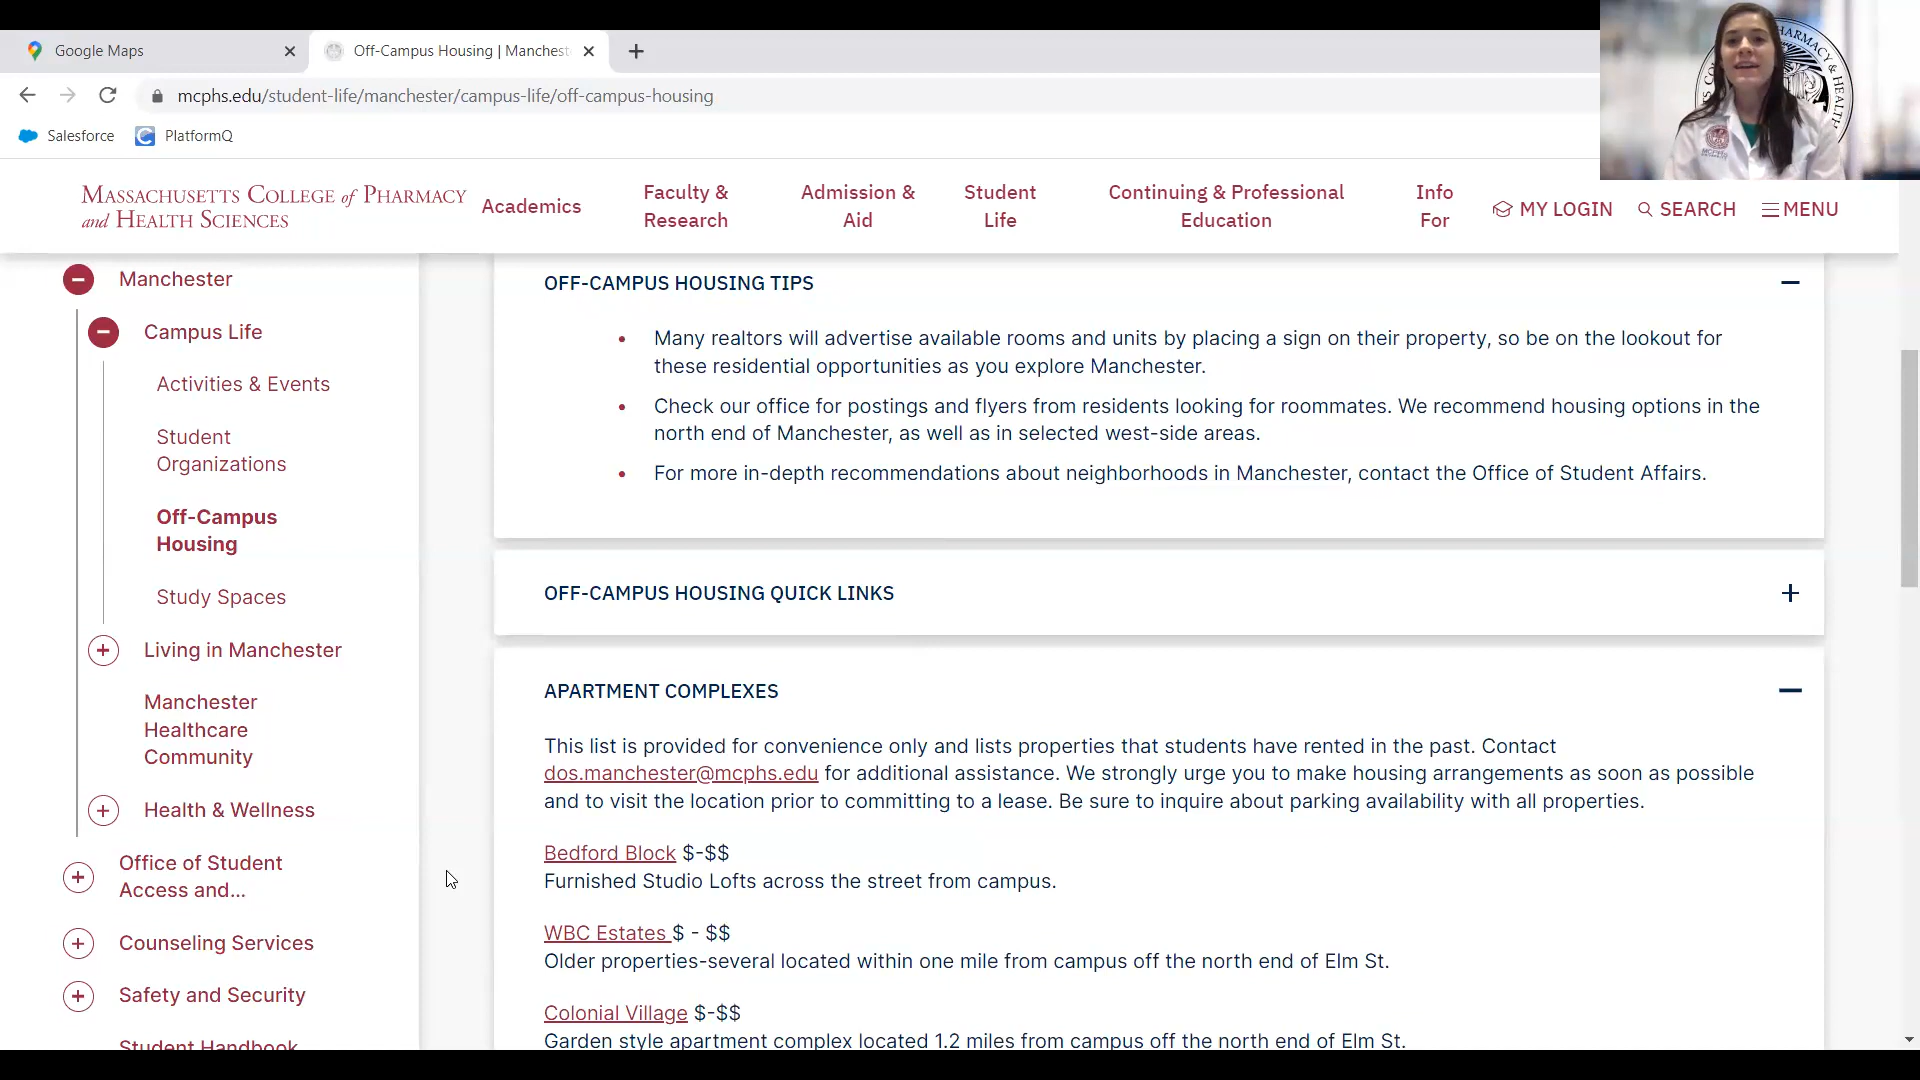 Google Maps
Off-Campus Housing | Manchest
mcphs.edu/student-life/manchester/campus-life/off-campus-housing
Salesforce
PlatformQ
MASSACHUSETTS COLLEGE of PHARMACY
and HEALTH SCIENCES
Academics
Faculty &
Research
Admission &
Aid
Student
Life
Continuing & Professional
Education
Info
For
MY LOGIN
SEARCH
MENU
Manchester
Campus Life
Activities & Events
Student
Organizations
Off-Campus
Housing
Study Spaces
Living in Manchester
Manchester
Healthcare
Community
Health & Wellness
Office of Student
Access and...
Counseling Services
Safety and Security
Student Handbook
OFF-CAMPUS HOUSING TIPS
Many realtors will advertise available rooms and units by placing a sign on their property, so be on the lookout for
these residential opportunities as you explore Manchester.
Check our office for postings and flyers from residents looking for roommates. We recommend housing options in the
north end of Manchester, as well as in selected west-side areas.
For more in-depth recommendations about neighborhoods in Manchester, contact the Office of Student Affairs.
OFF-CAMPUS HOUSING QUICK LINKS
APARTMENT COMPLEXES
This list is provided for convenience only and lists properties that students have rented in the past. Contact
dos.manchester@mcphs.edu for additional assistance. We strongly urge you to make housing arrangements as soon as possible
and to visit the location prior to committing to a lease. Be sure to inquire about parking availability with all properties.
Bedford Block $-$$
Furnished Studio Lofts across the street from campus.
WBC Estates $ - $$
Older properties-several located within one mile from campus off the north end of Elm St.
Colonial Village $-$$
Garden style apartment complex located 1.2 miles from campus off the north end of Elm St.